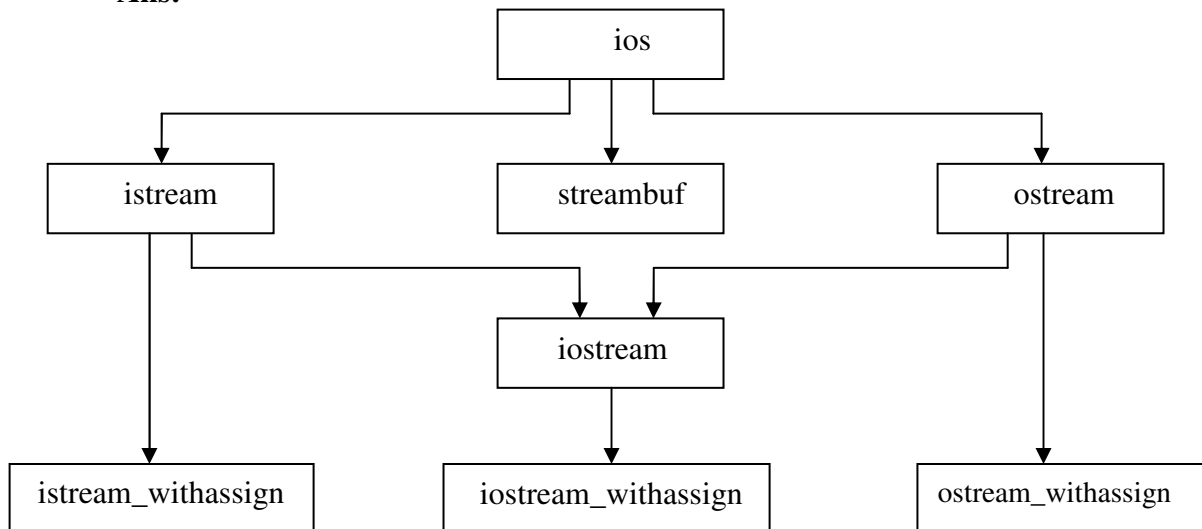 Ans:
ios
istream
streambuf
ostream
iostream
istream_withassign
iostream_withassign
ostream_withassign